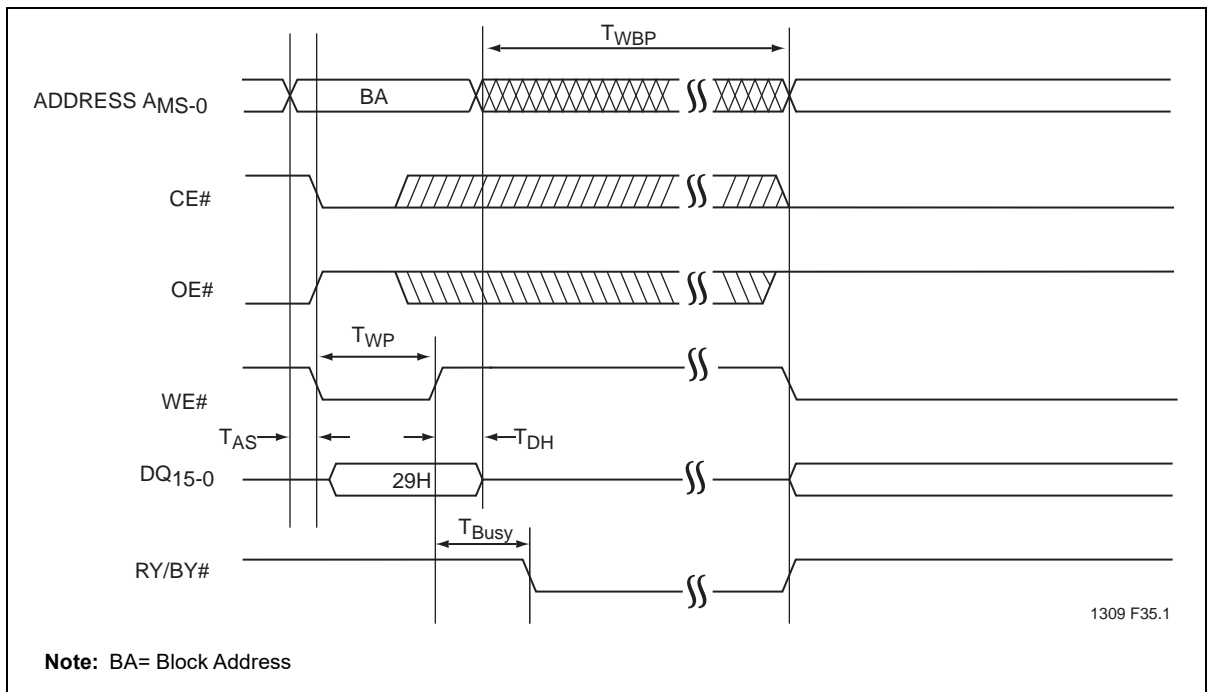 TWBP
ADDRESS AMS-0
BA
CE#
OE#
TWP
WE#
TAS
TDH
DQ15-0
29H
TBusy
RY/BY#
1309 F35.1
Note: BA= Block Address